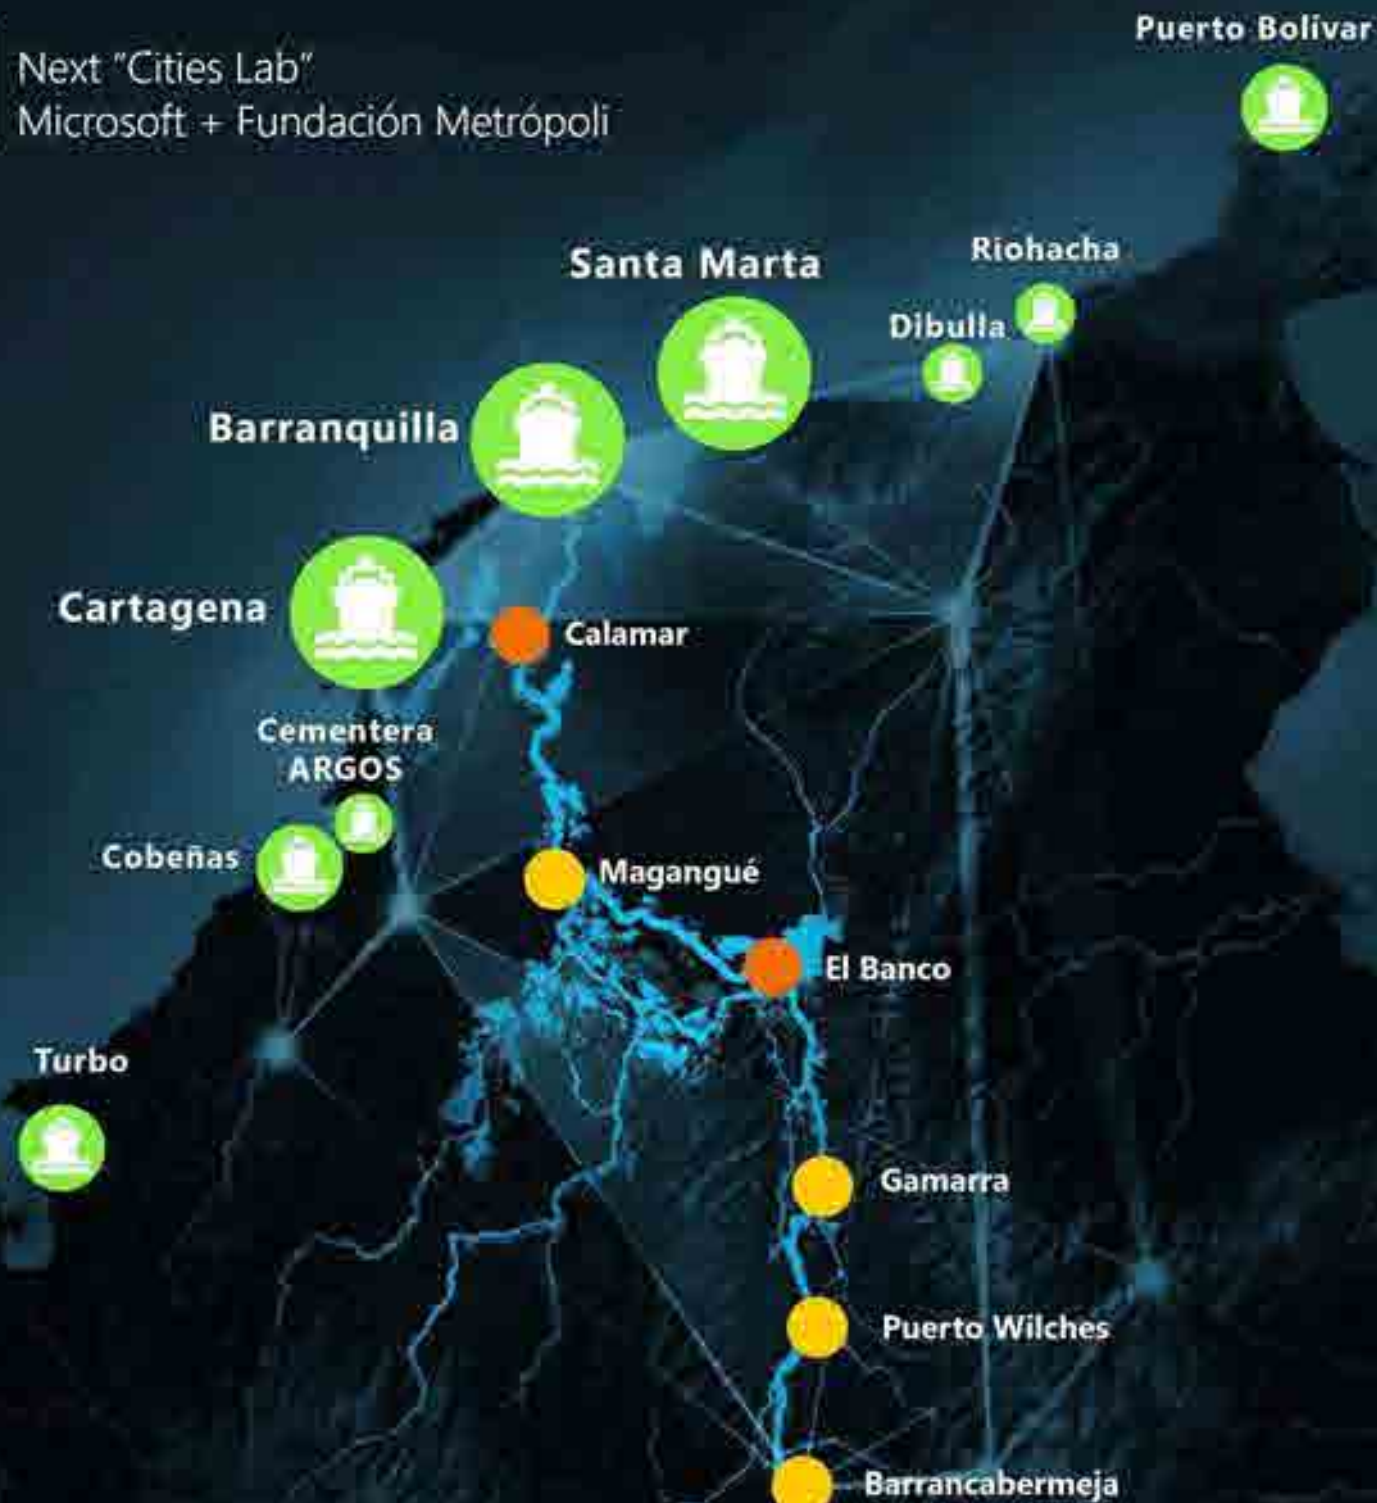 Puerto Bolívar
Next "Cities Lab"
Microsoft + Fundación Metrópoli
Santa Marta
Riohacha
Dibulla
Barranquilla
Cartagena
Calamar
Cementera
ARGOS
Cobeñas
Magangué
El Banco
Turbo
Gamarra
Puerto Wilches
Barrancabermeja